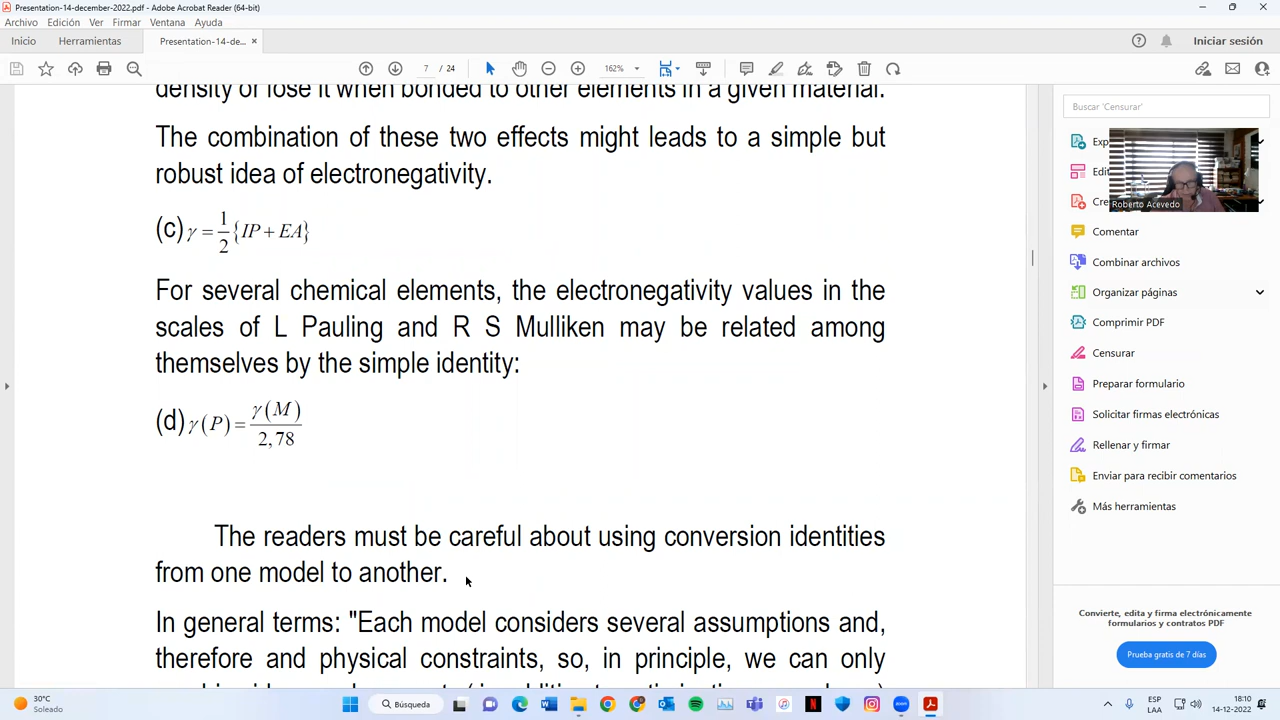 Presentation-14-december-2022.pdf - Adobe Acrobat Reader (64-bit)
Archivo Edición Ver Firmar Ventana Ayuda
Inicio Herramientas Presentation-14-de... × Iniciar sesión
7 / 24 162%
density or lose it when bonded to other elements in a given material.
The combination of these two effects might leads to a simple but
robust idea of electronegativity.
(c) γ = 1/2 {IP + EA}
For several chemical elements, the electronegativity values in the
scales of L Pauling and R S Mulliken may be related among
themselves by the simple identity:
(d) γ(P) = γ(M) / 2,78
The readers must be careful about using conversion identities
from one model to another.
In general terms: "Each model considers several assumptions and,
therefore and physical constraints, so, in principle, we can only
Buscar 'Censurar'
Roberto Acevedo
Comentar
Combinar archivos
Organizar páginas
Comprimir PDF
Censurar
Preparar formulario
Solicitar firmas electrónicas
Rellenar y firmar
Enviar para recibir comentarios
Más herramientas
Convierte, edita y firma electrónicamente
formularios y contratos PDF
Prueba gratis de 7 días
30°C
Soleado
Búsqueda
ESP
LAA
18:10
14-12-2022